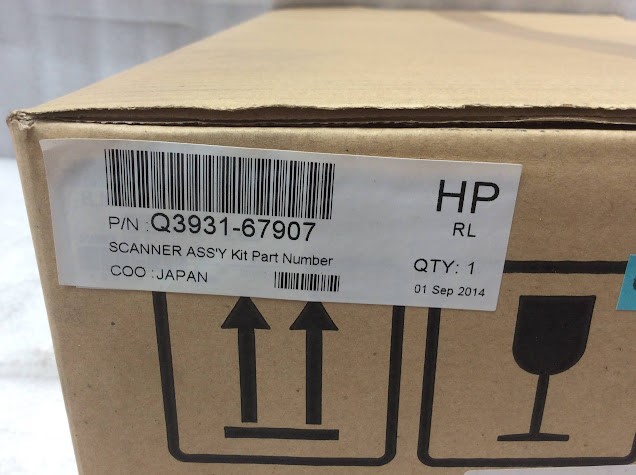 HP
RL
P/N :Q3931-67907
SCANNER ASS'Y Kit Part Number
COO :JAPAN
QTY: 1
01 Sep 2014